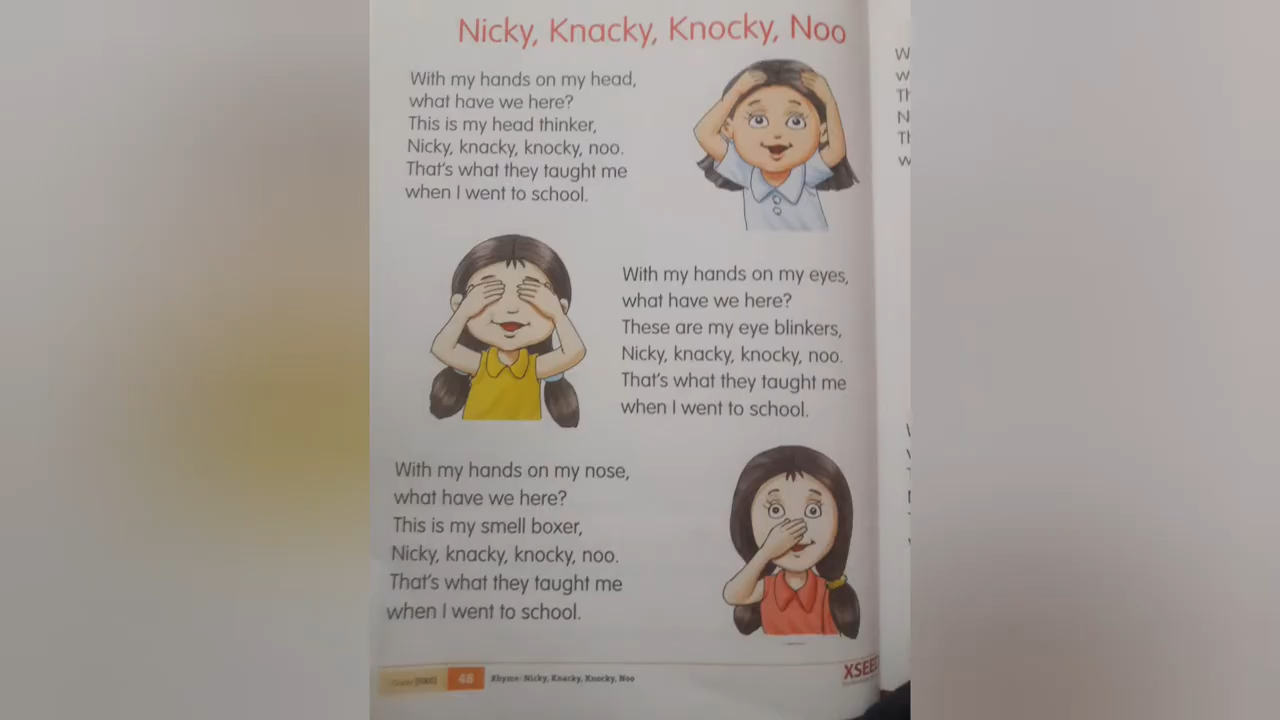 Nicky, Knacky, Knocky, Noo
With my hands on my head,
what have we here?
This is my head thinker,
Nicky, knacky, knocky, noo.
That's what they taught me
when I went to school.
With my hands on my eyes,
what have we here?
These are my eye blinkers,
Nicky, knacky, knocky, noo.
That's what they taught me
when I went to school.
With my hands on my nose,
what have we here?
This is my smell boxer,
Nicky, knacky, knocky, noo.
That's what they taught me
when I went to school.
48 Rhyme: Nicky, Knacky, Knocky, Noo
XSEED